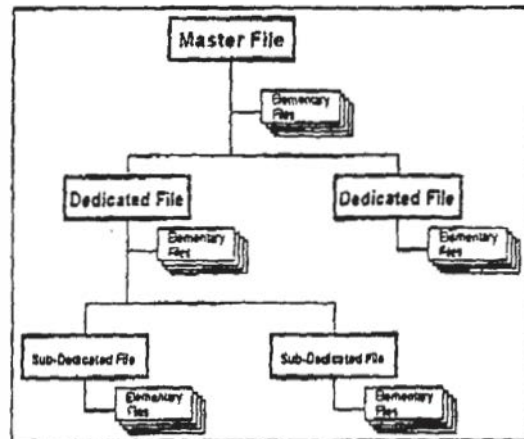 Master File
Elementary
Files
Dedicated File
Dedicated File
Elementary
Files
Elementary
Files
Sub-Dedicated File
Sub-Dedicated File
Elementary
Files
Elementary
Files